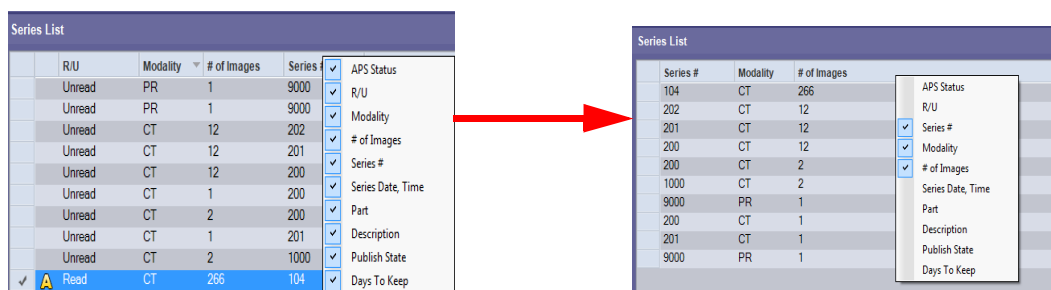 Series List
R/U Modality # of Images Series #
Unread PR 1 9000
Unread PR 1 9000
Unread CT 12 202
Unread CT 12 201
Unread CT 12 200
Unread CT 1 200
Unread CT 2 200
Unread CT 1 201
Unread CT 2 1000
A Read CT 266 104
APS Status
R/U
Modality
# of Images
Series #
Series Date, Time
Part
Description
Publish State
Days To Keep
Series List
Series # Modality # of Images
104 CT 266
202 CT 12
201 CT 12
200 CT 12
200 CT 2
1000 CT 2
9000 PR 1
200 CT 1
201 CT 1
9000 PR 1
APS Status
R/U
Series #
Modality
# of Images
Series Date, Time
Part
Description
Publish State
Days To Keep